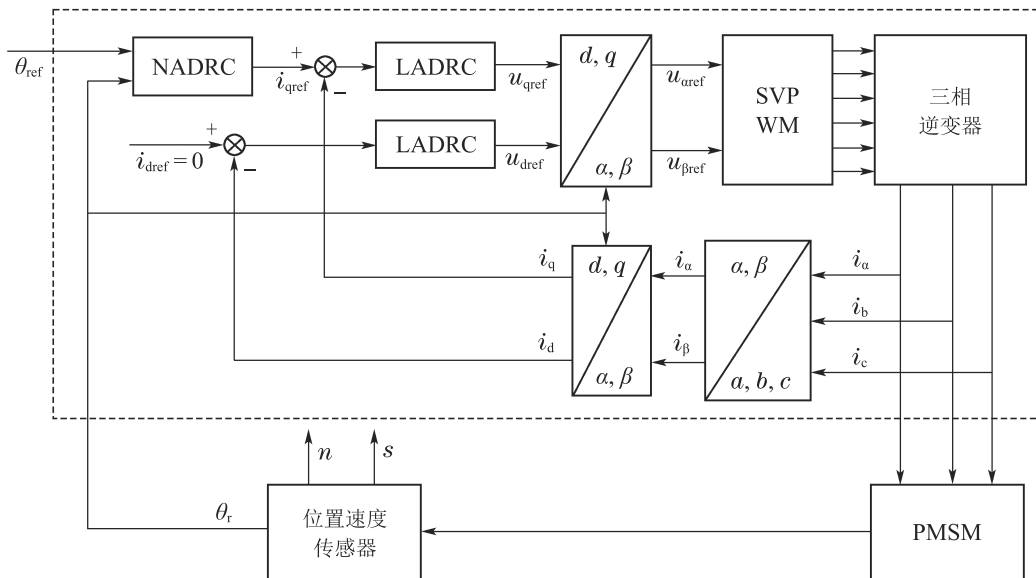 θref
NADRC
+
iqref
−
LADRC
uqref
d, q
α, β
uαref
SVP
WM
三相
逆变器
+
idref=0
−
LADRC
udref
uβref
iq
d, q
α, β
iα
α, β
a, b, c
iα
ib
id
iβ
ic
n
s
θr
位置速度
传感器
PMSM